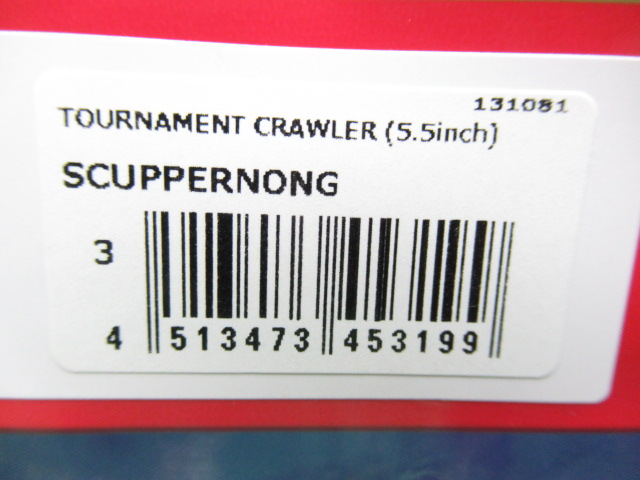 131081
TOURNAMENT CRAWLER (5.5inch)
SCUPPERNONG
3
4 513473 453199